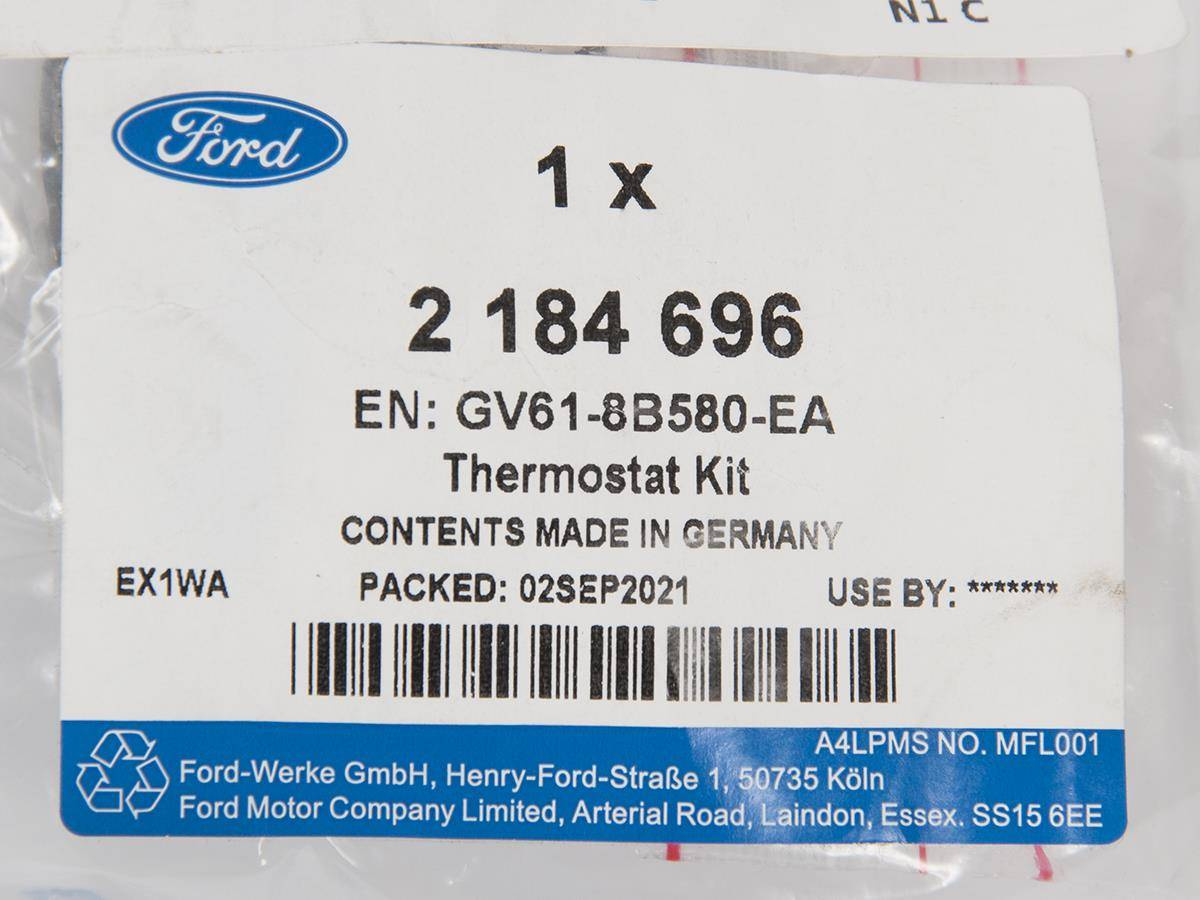 N1 C
Ford
1 x
2 184 696
EN: GV61-8B580-EA
Thermostat Kit
CONTENTS MADE IN GERMANY
EX1WA PACKED: 02SEP2021 USE BY: *******
A4LPMS NO. MFL001
Ford-Werke GmbH, Henry-Ford-Straße 1, 50735 Köln
Ford Motor Company Limited, Arterial Road, Laindon, Essex. SS15 6EE